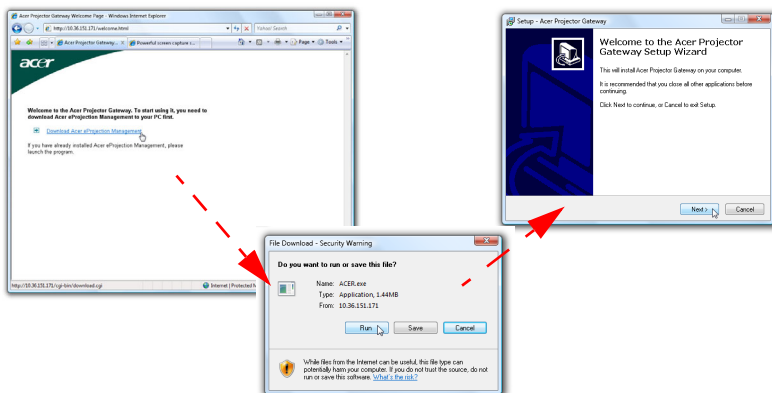 Acer Projector Gateway Welcome Page - Windows Internet Explorer
http://10.36.151.171/welcome.html
Yahoo! Search
Acer Projector Gateway...
Powerful screen capture s...
Page
Tools
acer
Welcome to the Acer Projector Gateway. To start using it, you need to
download Acer eProjection Management to your PC first.
Download Acer eProjection Management
If you have already installed Acer eProjection Management, please
launch the program.
http://10.36.151.171/cgi-bin/download.cgi
Internet | Protected
File Download - Security Warning
Do you want to run or save this file?
Name: ACER.exe
Type: Application, 1.44MB
From: 10.36.151.171
Run
Save
Cancel
While files from the Internet can be useful, this file type can
potentially harm your computer. If you do not trust the source, do not
run or save this software. What's the risk?
Setup - Acer Projector Gateway
Welcome to the Acer Projector
Gateway Setup Wizard
This will install Acer Projector Gateway on your computer.
It is recommended that you close all other applications before
continuing.
Click Next to continue, or Cancel to exit Setup.
Next >
Cancel